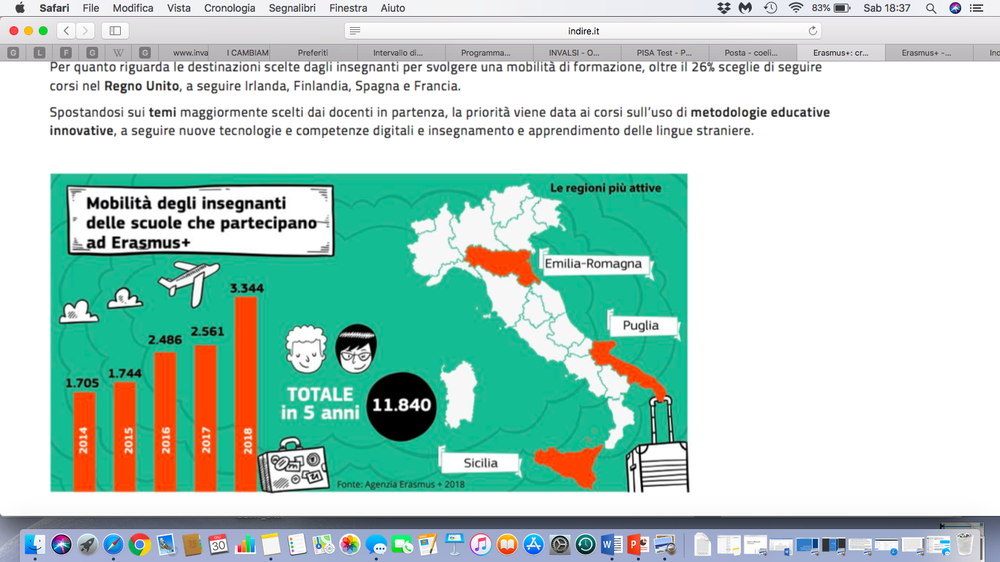 Safari File Modifica Vista Cronologia Segnalibri Finestra Aiuto 83% Sab 18:37
indire.it
G L F G W G www.inva I CAMBIAM Preferiti Intervallo di... Programma... INVALSI - O... PISA Test - P... Posta - coeli... Erasmus+: cr... Erasmus+ -... Ind
Per quanto riguarda le destinazioni scelte dagli insegnanti per svolgere una mobilità di formazione, oltre il 26% sceglie di seguire
corsi nel Regno Unito, a seguire Irlanda, Finlandia, Spagna e Francia.
Spostandosi sui temi maggiormente scelti dai docenti in partenza, la priorità viene data ai corsi sull'uso di metodologie educative
innovative, a seguire nuove tecnologie e competenze digitali e insegnamento e apprendimento delle lingue straniere.
Mobilità degli insegnanti
delle scuole che partecipano
ad Erasmus+
Le regioni più attive
Emilia-Romagna
Puglia
Sicilia
1.705
1.744
2.486
2.561
3.344
2014
2015
2016
2017
2018
TOTALE
in 5 anni
11.840
Fonte: Agenzia Erasmus + 2018
GIU
30